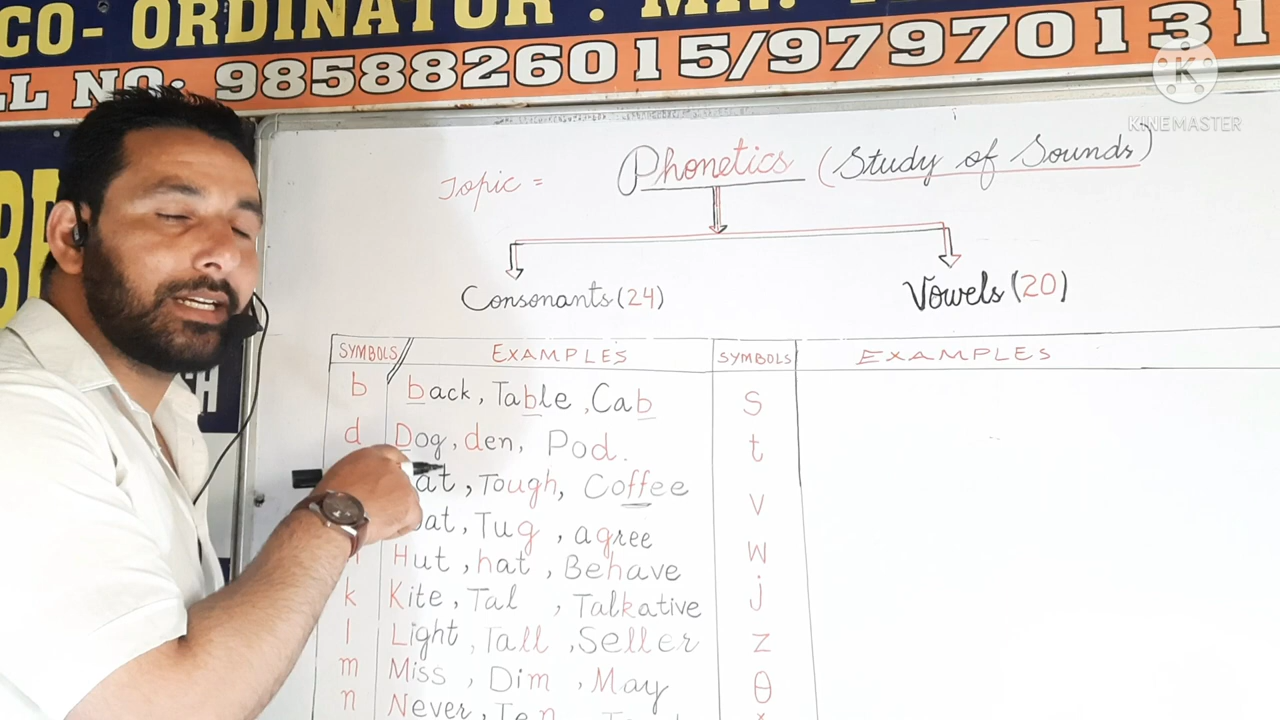 CO-ORDINATOR. MR.
LL NO: 9858826015/97970131
KINEMASTER
Topic = Phonetics (Study of Sounds)
Consonants (24) Vowels (20)
SYMBOLS EXAMPLES SYMBOLS EXAMPLES
b back, Table, Cab S
d Dog, den, Pod. t
at, Tough, Coffee V
oat, Tug, agree W
Hut, hat, Behave j
k Kite, Tal , Talkative
l Light, Tall, Seller z
m Miss, Dim, May θ
n Never, Ten,